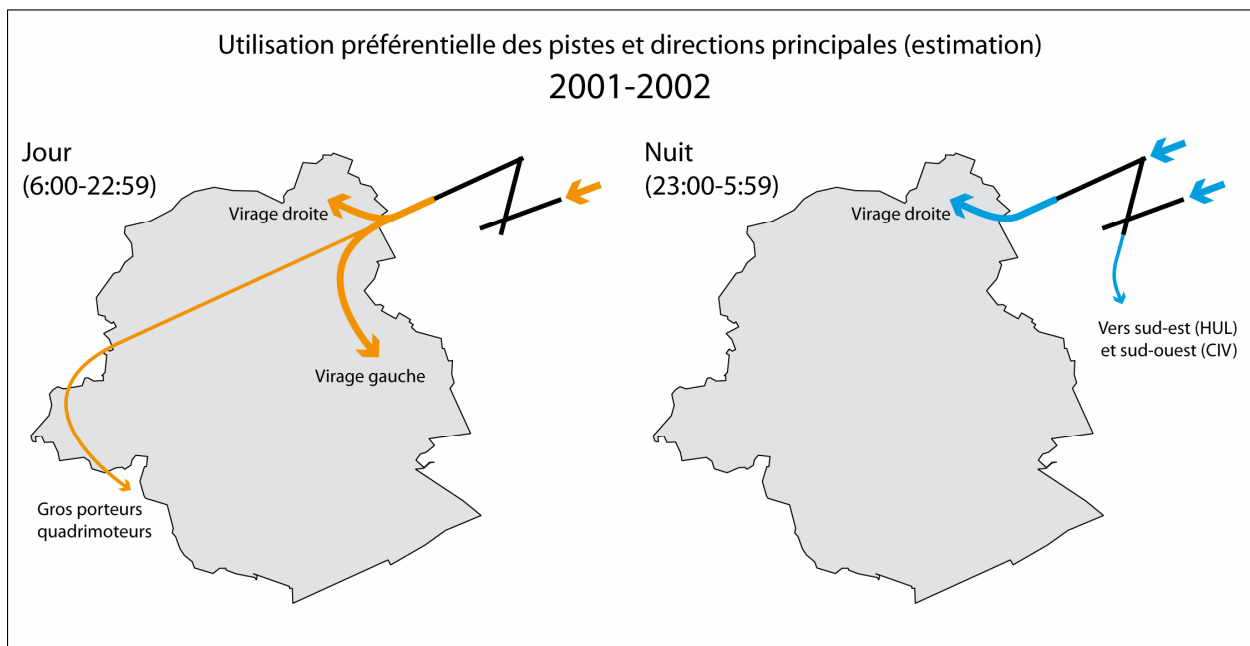 Utilisation préférentielle des pistes et directions principales (estimation)
2001-2002
Jour
(6:00-22:59)
Virage droite
Virage gauche
Gros porteurs
quadrimoteurs
Nuit
(23:00-5:59)
Virage droite
Vers sud-est (HUL)
et sud-ouest (CIV)